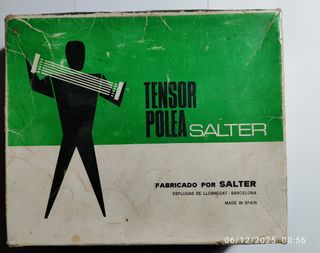 TENSOR
POLEA SALTER
FABRICADO POR SALTER
ESPLUGAS DE LLOBREGAT - BARCELONA
MADE IN SPAIN
06/12/2025 00:56